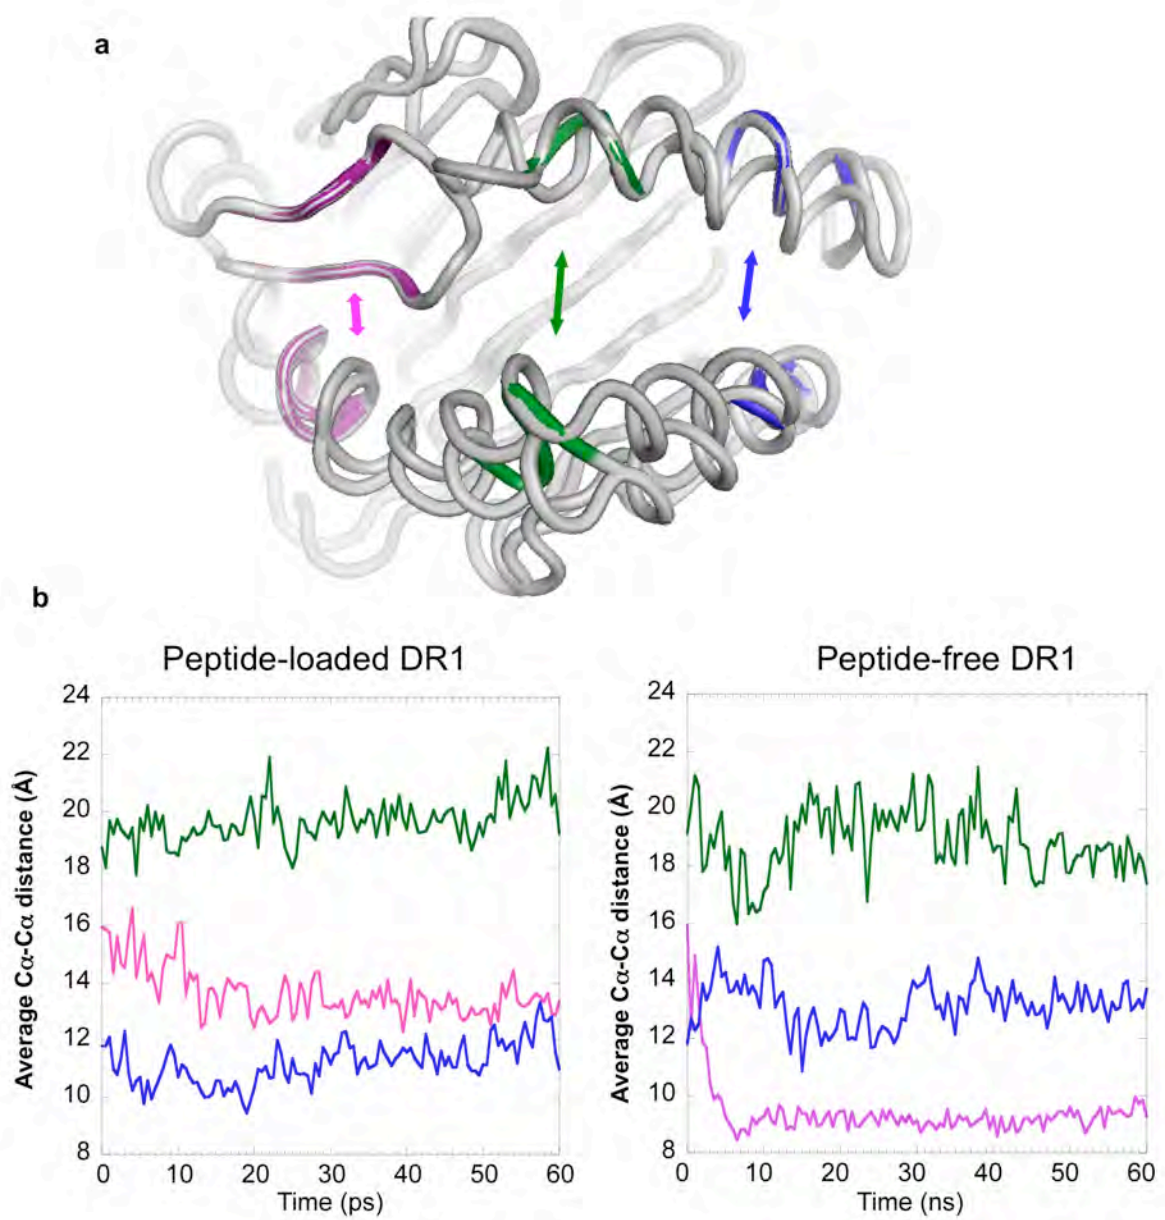 a
b
Peptide-loaded DR1
Peptide-free DR1
24
22
20
18
16
14
12
10
8
Average Cα-Cα distance (Å)
0 10 20 30 40 50 60
Time (ps)
24
22
20
18
16
14
12
10
8
Average Cα-Cα distance (Å)
0 10 20 30 40 50 60
Time (ns)